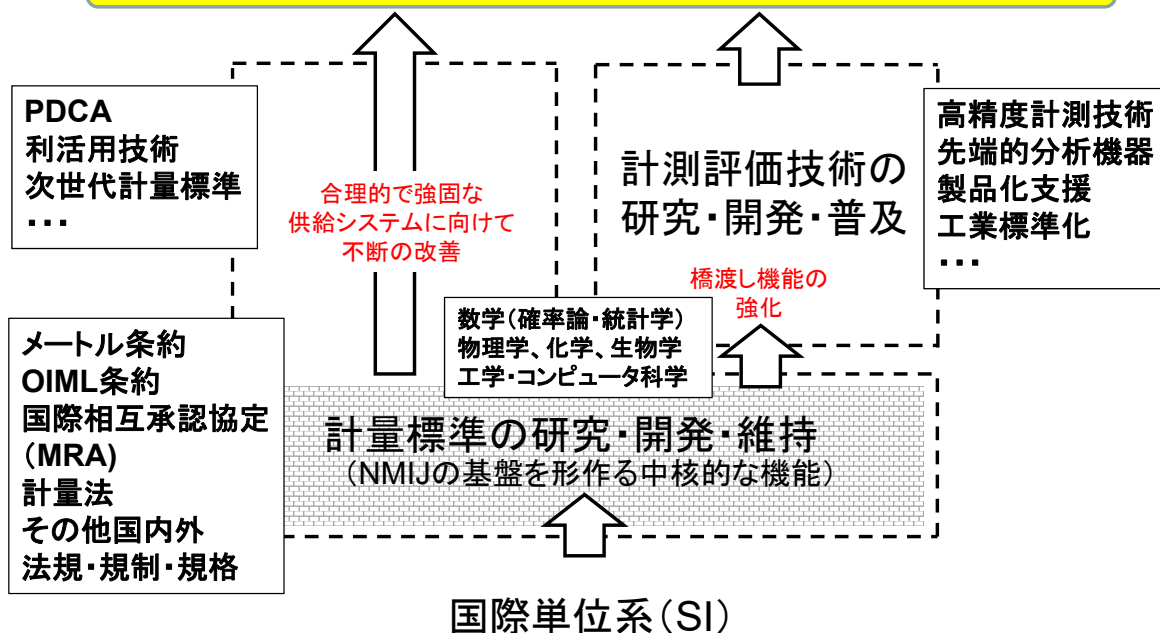 PDCA
利活用技術
次世代計量標準
・・・
合理的で強固な
供給システムに向けて
不断の改善
計測評価技術の
研究・開発・普及
高精度計測技術
先端的分析機器
製品化支援
工業標準化
・・・
橋渡し機能の
強化
数学(確率論・統計学)
物理学、化学、生物学
工学・コンピュータ科学
メートル条約
OIML条約
国際相互承認協定
(MRA)
計量法
その他国内外
法規・規制・規格
計量標準の研究・開発・維持
(NMIJの基盤を形作る中核的な機能)
国際単位系(SI)